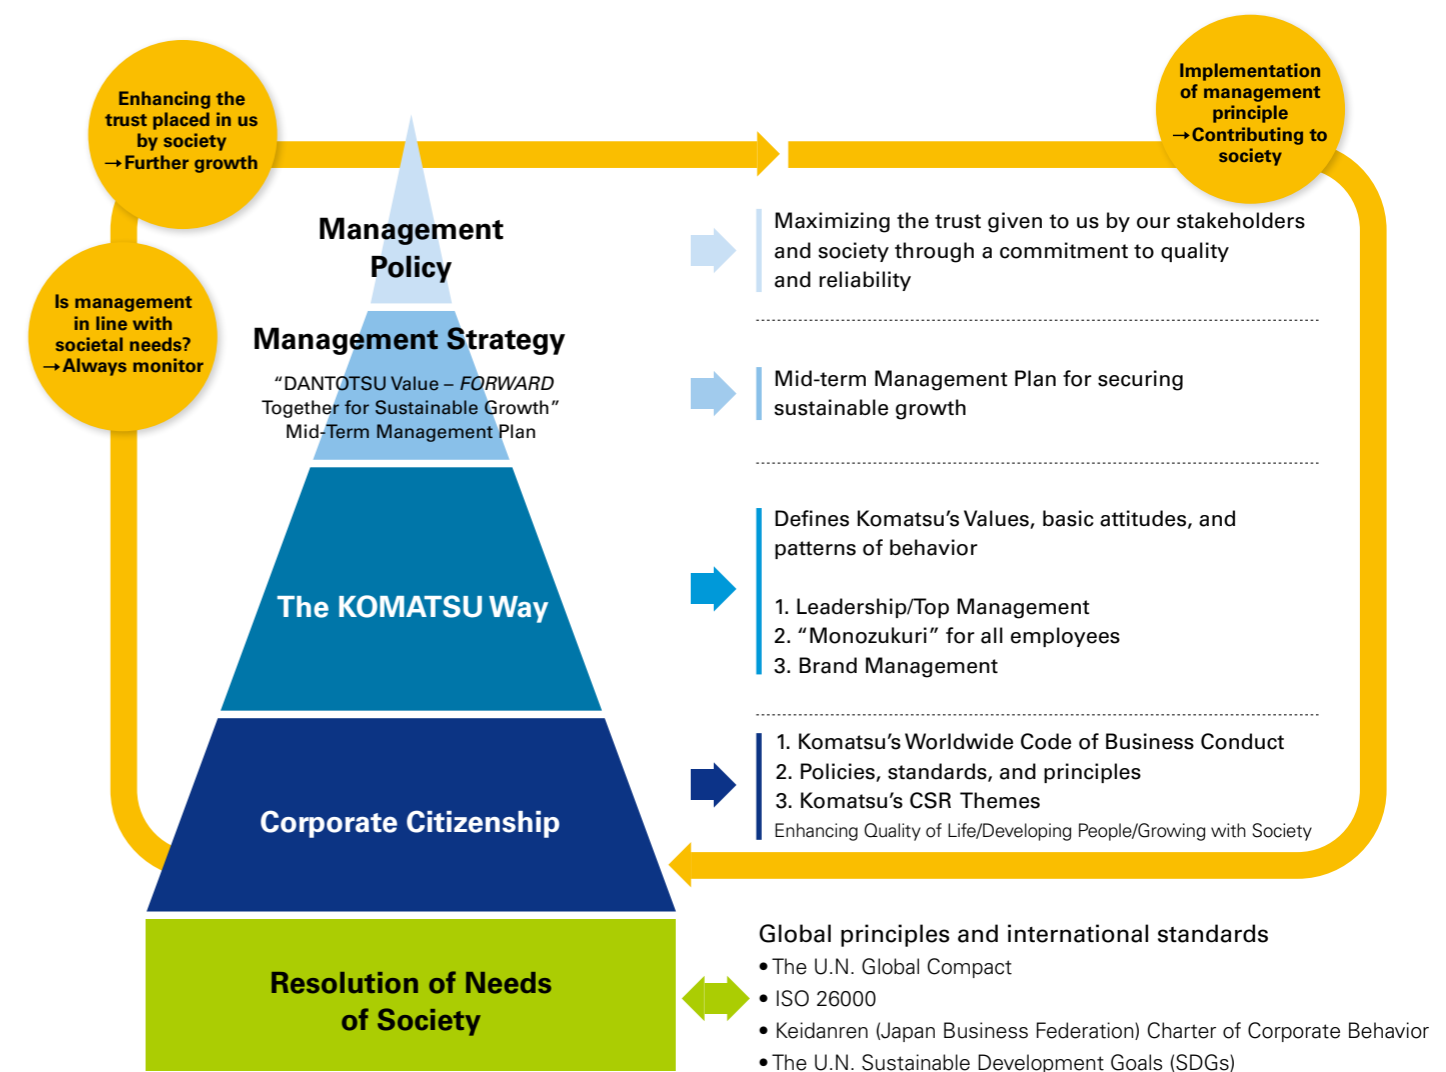 Enhancing the
trust placed in us
by society
→Further growth
Implementation
of management
principle
→Contributing to
society
Is management
in line with
societal needs?
→Always monitor
Management
Policy
Maximizing the trust given to us by our stakeholders
and society through a commitment to quality
and reliability
Management Strategy
“DANTOTSU Value – FORWARD
Together for Sustainable Growth”
Mid-Term Management Plan
Mid-term Management Plan for securing
sustainable growth
The KOMATSU Way
Defines Komatsu’s Values, basic attitudes, and
patterns of behavior
1. Leadership/Top Management
2. “Monozukuri” for all employees
3. Brand Management
Corporate Citizenship
1. Komatsu’s Worldwide Code of Business Conduct
2. Policies, standards, and principles
3. Komatsu’s CSR Themes
Enhancing Quality of Life/Developing People/Growing with Society
Resolution of Needs
of Society
Global principles and international standards
• The U.N. Global Compact
• ISO 26000
• Keidanren (Japan Business Federation) Charter of Corporate Behavior
• The U.N. Sustainable Development Goals (SDGs)